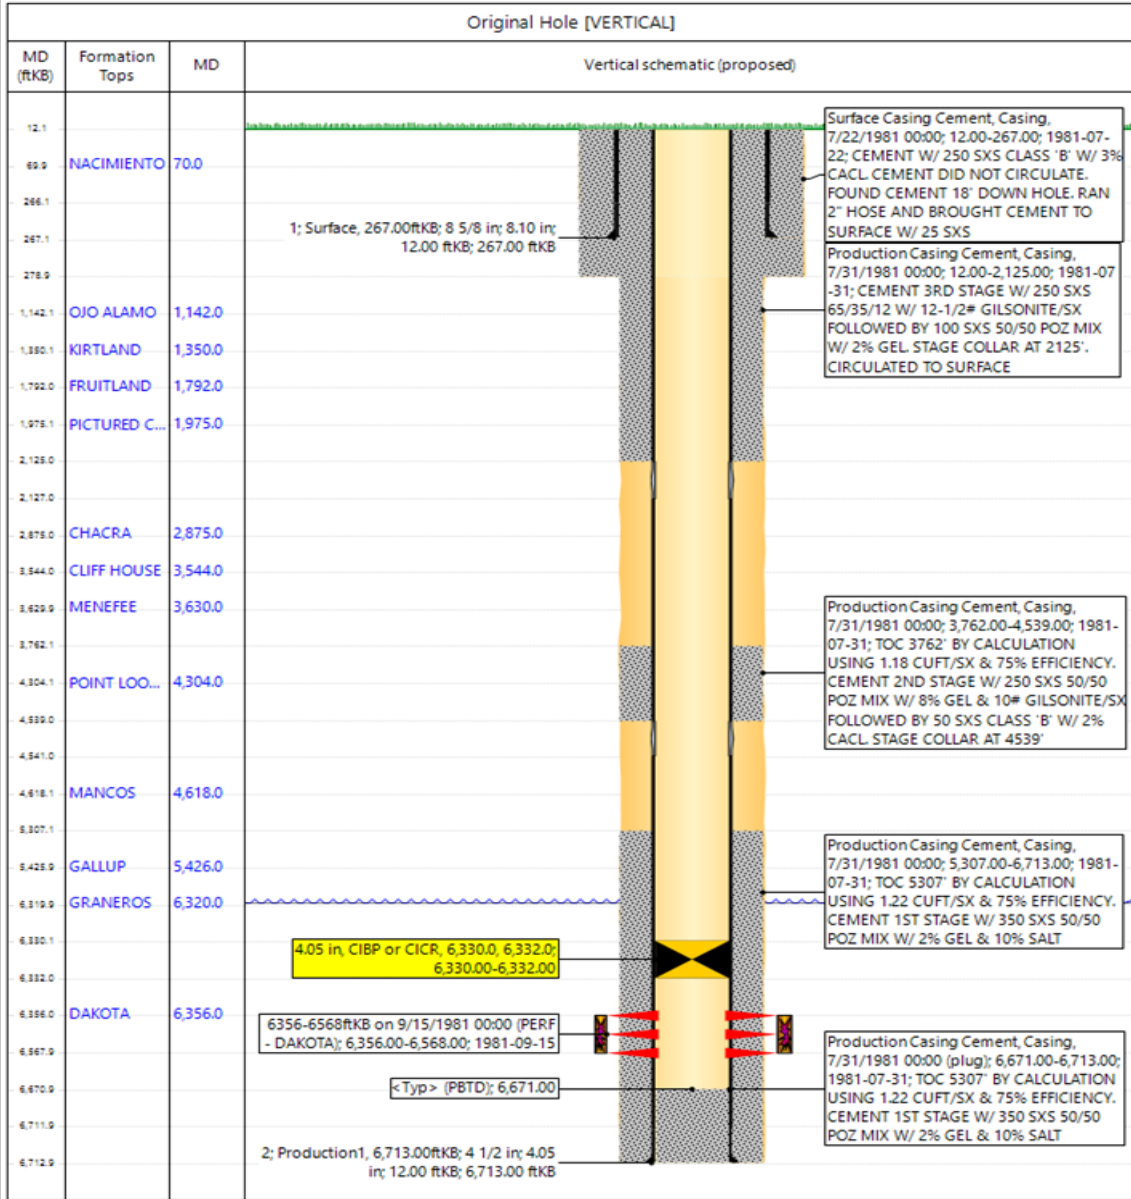 Original Hole [VERTICAL]
MD
(ftKB)
Formation
Tops
MD
Vertical schematic (proposed)
12.1
69.9
NACIMIENTO
70.0
266.1
267.1
278.9
1,142.1
OJO ALAMO
1,142.0
1,350.1
KIRTLAND
1,350.0
1,792.0
FRUITLAND
1,792.0
1,975.1
PICTURED C...
1,975.0
2,125.0
2,127.0
2,875.0
CHACRA
2,875.0
3,544.0
CLIFF HOUSE
3,544.0
3,629.9
MENEFEE
3,630.0
3,762.1
4,304.1
POINT LOO...
4,304.0
4,539.0
4,541.0
4,618.1
MANCOS
4,618.0
5,307.1
5,425.9
GALLUP
5,426.0
6,319.9
GRANEROS
6,320.0
6,330.1
6,332.0
6,356.0
DAKOTA
6,356.0
6,567.9
6,670.9
6,711.9
6,712.9
1; Surface, 267.00ftKB; 8 5/8 in; 8.10 in;
12.00 ftKB; 267.00 ftKB
4.05 in, CIBP or CICR, 6,330.0, 6,332.0;
6,330.00-6,332.00
6356-6568ftKB on 9/15/1981 00:00 (PERF
- DAKOTA); 6,356.00-6,568.00; 1981-09-15
<Typ> (PBTD); 6,671.00
2; Production1, 6,713.00ftKB; 4 1/2 in; 4.05
in; 12.00 ftKB; 6,713.00 ftKB
Surface Casing Cement, Casing,
7/22/1981 00:00; 12.00-267.00; 1981-07-
22; CEMENT W/ 250 SXS CLASS 'B' W/ 3%
CACL. CEMENT DID NOT CIRCULATE.
FOUND CEMENT 18' DOWN HOLE. RAN
2" HOSE AND BROUGHT CEMENT TO
SURFACE W/ 25 SXS
Production Casing Cement, Casing,
7/31/1981 00:00; 12.00-2,125.00; 1981-07
-31; CEMENT 3RD STAGE W/ 250 SXS
65/35/12 W/ 12-1/2# GILSONITE/SX
FOLLOWED BY 100 SXS 50/50 POZ MIX
W/ 2% GEL. STAGE COLLAR AT 2125'.
CIRCULATED TO SURFACE
Production Casing Cement, Casing,
7/31/1981 00:00; 3,762.00-4,539.00; 1981-
07-31; TOC 3762' BY CALCULATION
USING 1.18 CUFT/SX & 75% EFFICIENCY.
CEMENT 2ND STAGE W/ 250 SXS 50/50
POZ MIX W/ 8% GEL & 10# GILSONITE/SX
FOLLOWED BY 50 SXS CLASS 'B' W/ 2%
CACL. STAGE COLLAR AT 4539'
Production Casing Cement, Casing,
7/31/1981 00:00; 5,307.00-6,713.00; 1981-
07-31; TOC 5307' BY CALCULATION
USING 1.22 CUFT/SX & 75% EFFICIENCY.
CEMENT 1ST STAGE W/ 350 SXS 50/50
POZ MIX W/ 2% GEL & 10% SALT
Production Casing Cement, Casing,
7/31/1981 00:00 (plug); 6,671.00-6,713.00;
1981-07-31; TOC 5307' BY CALCULATION
USING 1.22 CUFT/SX & 75% EFFICIENCY.
CEMENT 1ST STAGE W/ 350 SXS 50/50
POZ MIX W/ 2% GEL & 10% SALT